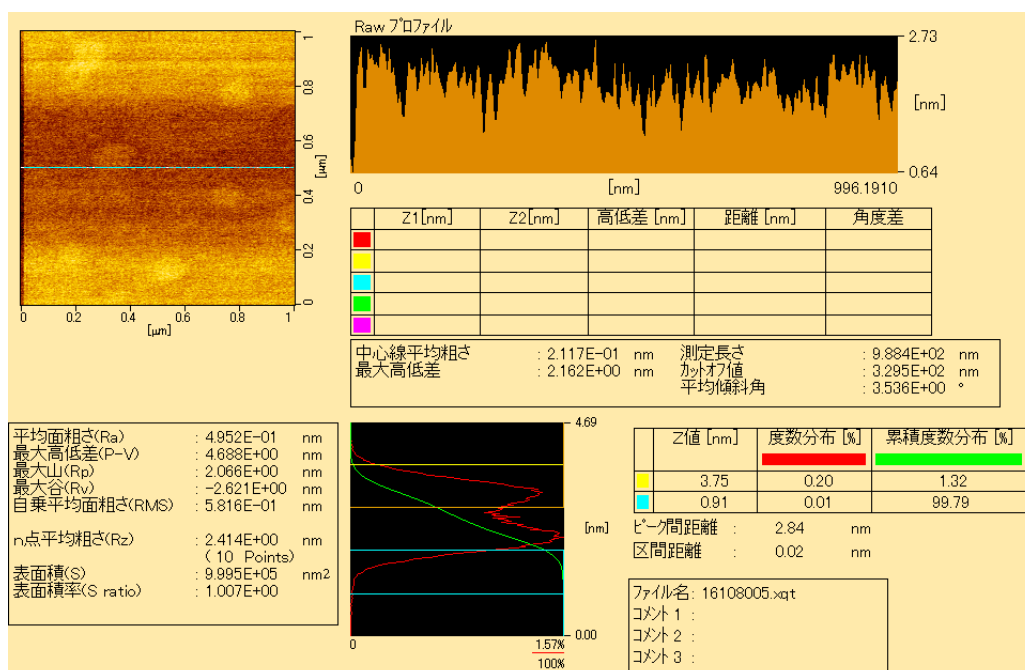 Raw プロファイル
2.73
[nm]
0.64
0 [nm] 996.1910
1
0.8
0.6
[μm]
0.4
0.2
0
0 0.2 0.4 0.6 0.8 1
[μm]
Z1[nm] Z2[nm] 高低差 [nm] 距離 [nm] 角度差
中心線平均粗さ : 2.117E-01 nm 測定長さ : 9.884E+02 nm
最大高低差 : 2.162E+00 nm カットオフ値 : 3.295E+02 nm
平均傾斜角 : 3.536E+00 °
平均面粗さ(Ra) : 4.952E-01 nm
最大高低差(P-V) : 4.688E+00 nm
最大山(Rp) : 2.066E+00 nm
最大谷(Rv) : -2.621E+00 nm
自乗平均面粗さ(RMS) : 5.816E-01 nm
n点平均粗さ(Rz) : 2.414E+00 nm
( 10 Points)
表面積(S) : 9.995E+05 nm2
表面積率(S ratio) : 1.007E+00
4.69
[nm]
0.00
0 1.57%
100%
Z値 [nm] 度数分布 [%] 累積度数分布 [%]
3.75 0.20 1.32
0.91 0.01 99.79
ピーク間距離 : 2.84 nm
区間距離 : 0.02 nm
ファイル名: 16108005.xqt
コメント 1 :
コメント 2 :
コメント 3 :